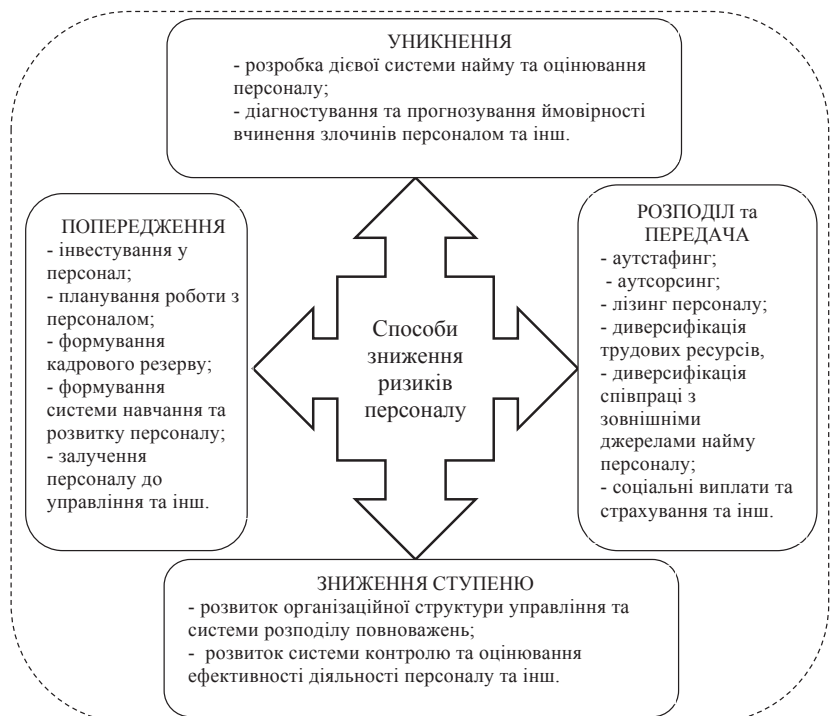 УНИКНЕННЯ
- розробка дієвої системи найму та оцінювання
персоналу;
- діагностування та прогнозування ймовірності
вчинення злочинів персоналом та інш.
ПОПЕРЕДЖЕННЯ
- інвестування у
персонал;
- планування роботи з
персоналом;
- формування
кадрового резерву;
- формування
системи навчання та
розвитку персоналу;
- залучення
персоналу до
управління та інш.
Способи
зниження
ризиків
персоналу
РОЗПОДІЛ та
ПЕРЕДАЧА
- аутстафинг;
- аутсорсинг;
- лізинг персоналу;
- диверсифікація
трудових ресурсів,
- диверсифікація
співпраці з
зовнішніми
джерелами найму
персоналу;
- соціальні виплати та
страхування та інш.
ЗНИЖЕННЯ СТУПЕНЮ
- розвиток організаційної структури управління та
системи розподілу повноважень;
- розвиток системи контролю та оцінювання
ефективності діяльності персоналу та інш.